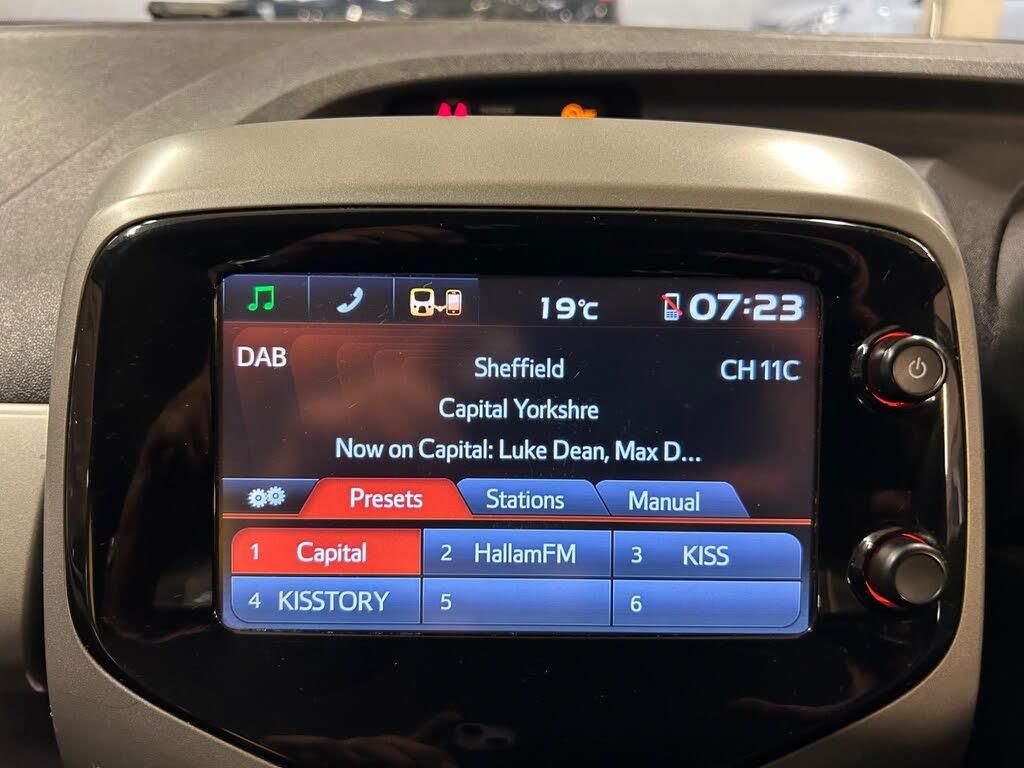 19°C 07:23
DAB Sheffield CH 11C
Capital Yorkshre
Now on Capital: Luke Dean, Max D...
Presets Stations Manual
1 Capital 2 HallamFM 3 KISS
4 KISSTORY 5 6